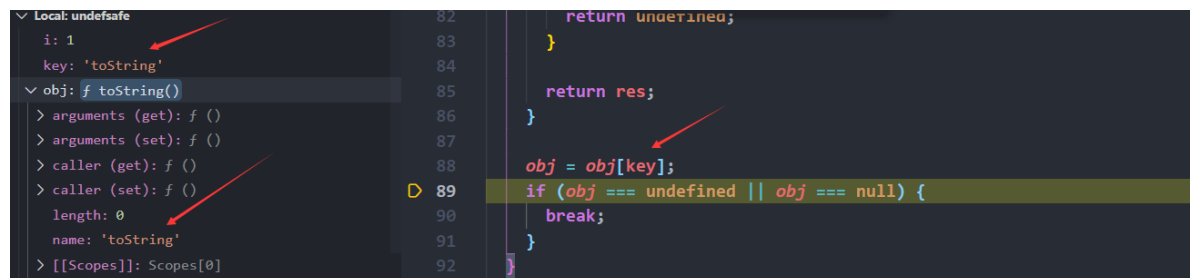 Local: undefsafe
i: 1
key: 'toString'
obj: ƒ toString()
arguments (get): ƒ ()
arguments (set): ƒ ()
caller (get): ƒ ()
caller (set): ƒ ()
length: 0
name: 'toString'
[[Scopes]]: Scopes[0]
82 return undefined;
83 }
84
85 return res;
86 }
87
88 obj = obj[key];
89 if (obj === undefined || obj === null) {
90 break;
91 }
92 }